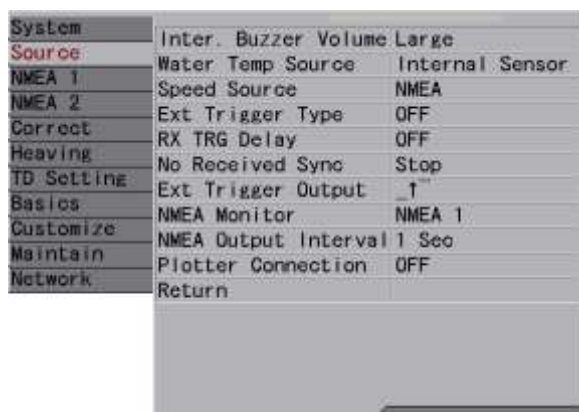 System
Source
NMEA 1
NMEA 2
Correct
Heaving
TD Setting
Basics
Customize
Maintain
Network
Inter. Buzzer Volume Large
Water Temp Source Internal Sensor
Speed Source NMEA
Ext Trigger Type OFF
RX TRG Delay OFF
No Received Sync Stop
Ext Trigger Output _↑‾
NMEA Monitor NMEA 1
NMEA Output Interval 1 Sec
Plotter Connection OFF
Return